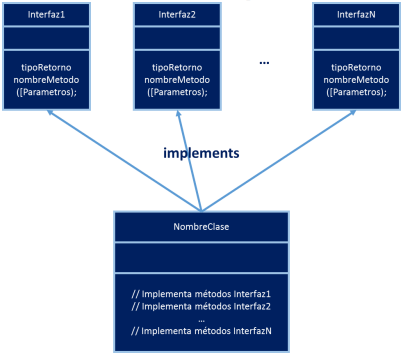 Interfaz1
tipoRetorno
nombreMetodo
([Parametros);
Interfaz2
tipoRetorno
nombreMetodo
([Parametros);
...
InterfazN
tipoRetorno
nombreMetodo
([Parametros);
implements
NombreClase
// Implementa métodos Interfaz1
// Implementa métodos Interfaz2
...
// Implementa métodos InterfazN